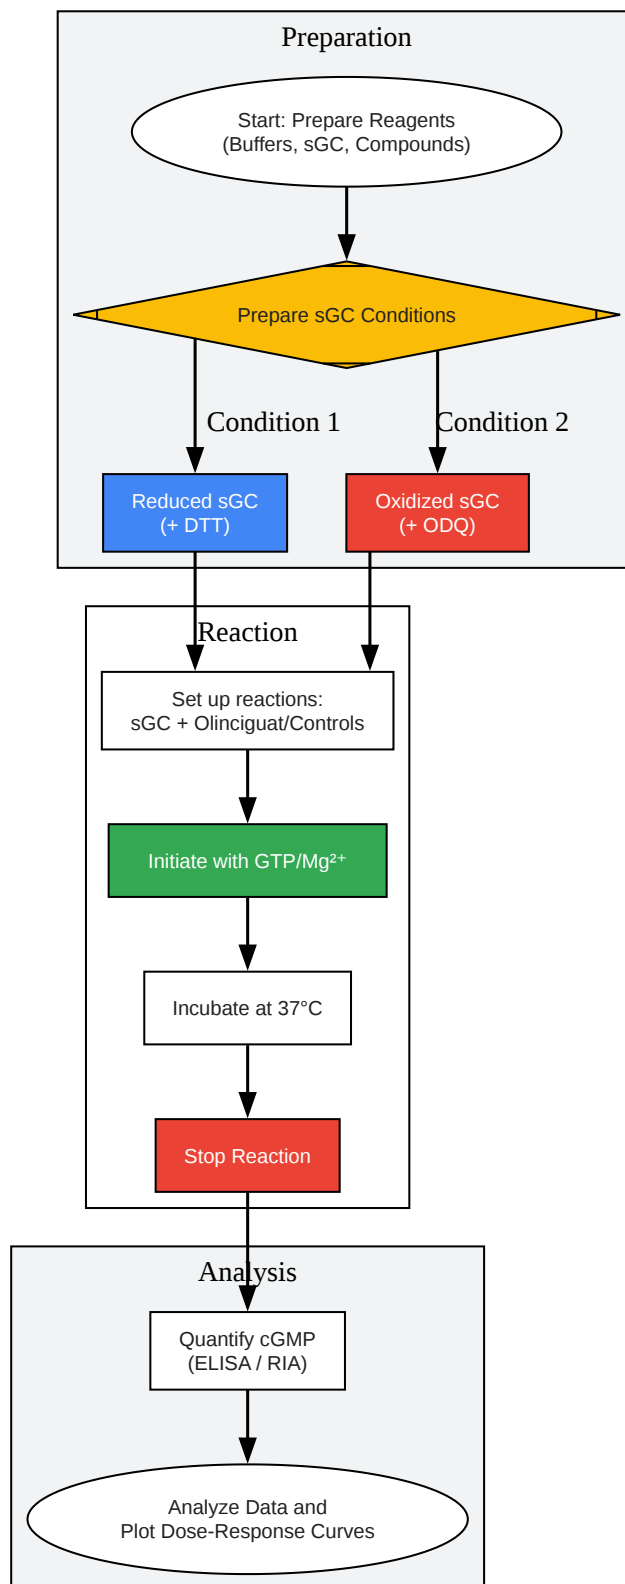 Preparation
Start: Prepare Reagents
(Buffers, sGC, Compounds)
Prepare sGC Conditions
Condition 1
Condition 2
Reduced sGC
(+ DTT)
Oxidized sGC
(+ ODQ)
Reaction
Set up reactions:
sGC + Olinciguat/Controls
Initiate with GTP/Mg²⁺
Incubate at 37°C
Stop Reaction
Analysis
Quantify cGMP
(ELISA / RIA)
Analyze Data and
Plot Dose-Response Curves